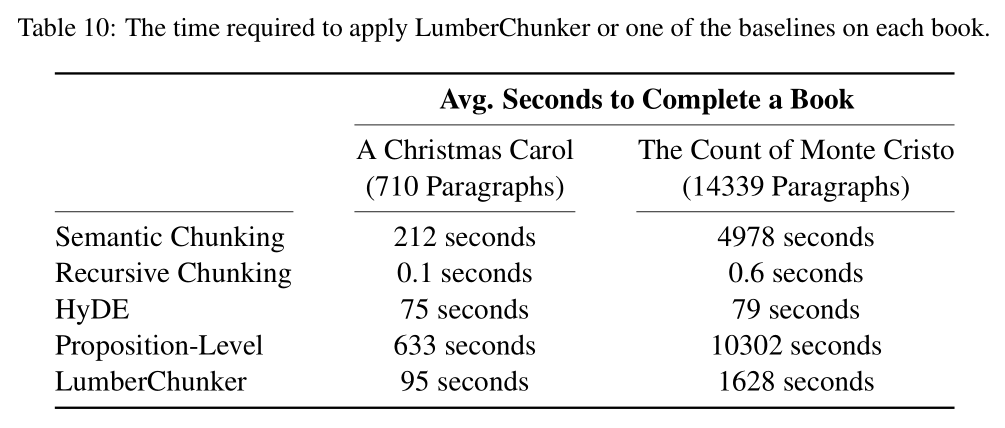 Table 10: The time required to apply LumberChunker or one of the baselines on each book.
Avg. Seconds to Complete a Book
A Christmas Carol The Count of Monte Cristo
(710 Paragraphs) (14339 Paragraphs)
Semantic Chunking 212 seconds 4978 seconds
Recursive Chunking 0.1 seconds 0.6 seconds
HyDE 75 seconds 79 seconds
Proposition-Level 633 seconds 10302 seconds
LumberChunker 95 seconds 1628 seconds